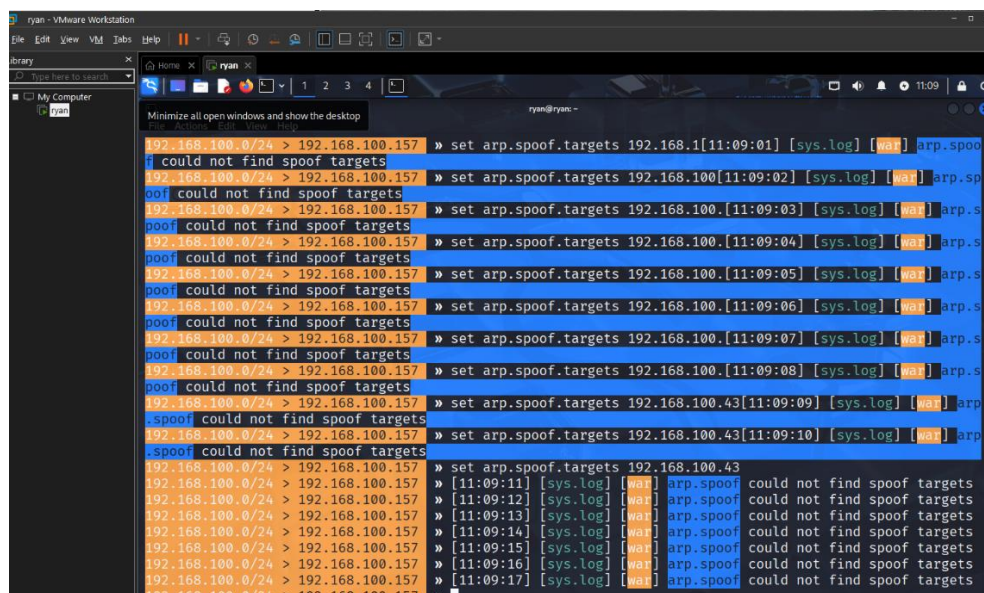 ryan - VMware Workstation
File Edit View VM Tabs Help
Library
Type here to search
My Computer
ryan
Home
ryan
1 2 3 4
11:09
Minimize all open windows and show the desktop
ryan@ryan: ~
File Actions Edit View Help
192.168.100.0/24 > 192.168.100.157 » set arp.spoof.targets 192.168.1[11:09:01] [sys.log] [war] arp.spoo
f could not find spoof targets
192.168.100.0/24 > 192.168.100.157 » set arp.spoof.targets 192.168.100[11:09:02] [sys.log] [war] arp.sp
oof could not find spoof targets
192.168.100.0/24 > 192.168.100.157 » set arp.spoof.targets 192.168.100.[11:09:03] [sys.log] [war] arp.s
poof could not find spoof targets
192.168.100.0/24 > 192.168.100.157 » set arp.spoof.targets 192.168.100.[11:09:04] [sys.log] [war] arp.s
poof could not find spoof targets
192.168.100.0/24 > 192.168.100.157 » set arp.spoof.targets 192.168.100.[11:09:05] [sys.log] [war] arp.s
poof could not find spoof targets
192.168.100.0/24 > 192.168.100.157 » set arp.spoof.targets 192.168.100.[11:09:06] [sys.log] [war] arp.s
poof could not find spoof targets
192.168.100.0/24 > 192.168.100.157 » set arp.spoof.targets 192.168.100.[11:09:07] [sys.log] [war] arp.s
poof could not find spoof targets
192.168.100.0/24 > 192.168.100.157 » set arp.spoof.targets 192.168.100.[11:09:08] [sys.log] [war] arp.s
poof could not find spoof targets
192.168.100.0/24 > 192.168.100.157 » set arp.spoof.targets 192.168.100.43[11:09:09] [sys.log] [war] arp
.spoof could not find spoof targets
192.168.100.0/24 > 192.168.100.157 » set arp.spoof.targets 192.168.100.43[11:09:10] [sys.log] [war] arp
.spoof could not find spoof targets
192.168.100.0/24 > 192.168.100.157 » set arp.spoof.targets 192.168.100.43
192.168.100.0/24 > 192.168.100.157 » [11:09:11] [sys.log] [war] arp.spoof could not find spoof targets
192.168.100.0/24 > 192.168.100.157 » [11:09:12] [sys.log] [war] arp.spoof could not find spoof targets
192.168.100.0/24 > 192.168.100.157 » [11:09:13] [sys.log] [war] arp.spoof could not find spoof targets
192.168.100.0/24 > 192.168.100.157 » [11:09:14] [sys.log] [war] arp.spoof could not find spoof targets
192.168.100.0/24 > 192.168.100.157 » [11:09:15] [sys.log] [war] arp.spoof could not find spoof targets
192.168.100.0/24 > 192.168.100.157 » [11:09:16] [sys.log] [war] arp.spoof could not find spoof targets
192.168.100.0/24 > 192.168.100.157 » [11:09:17] [sys.log] [war] arp.spoof could not find spoof targets